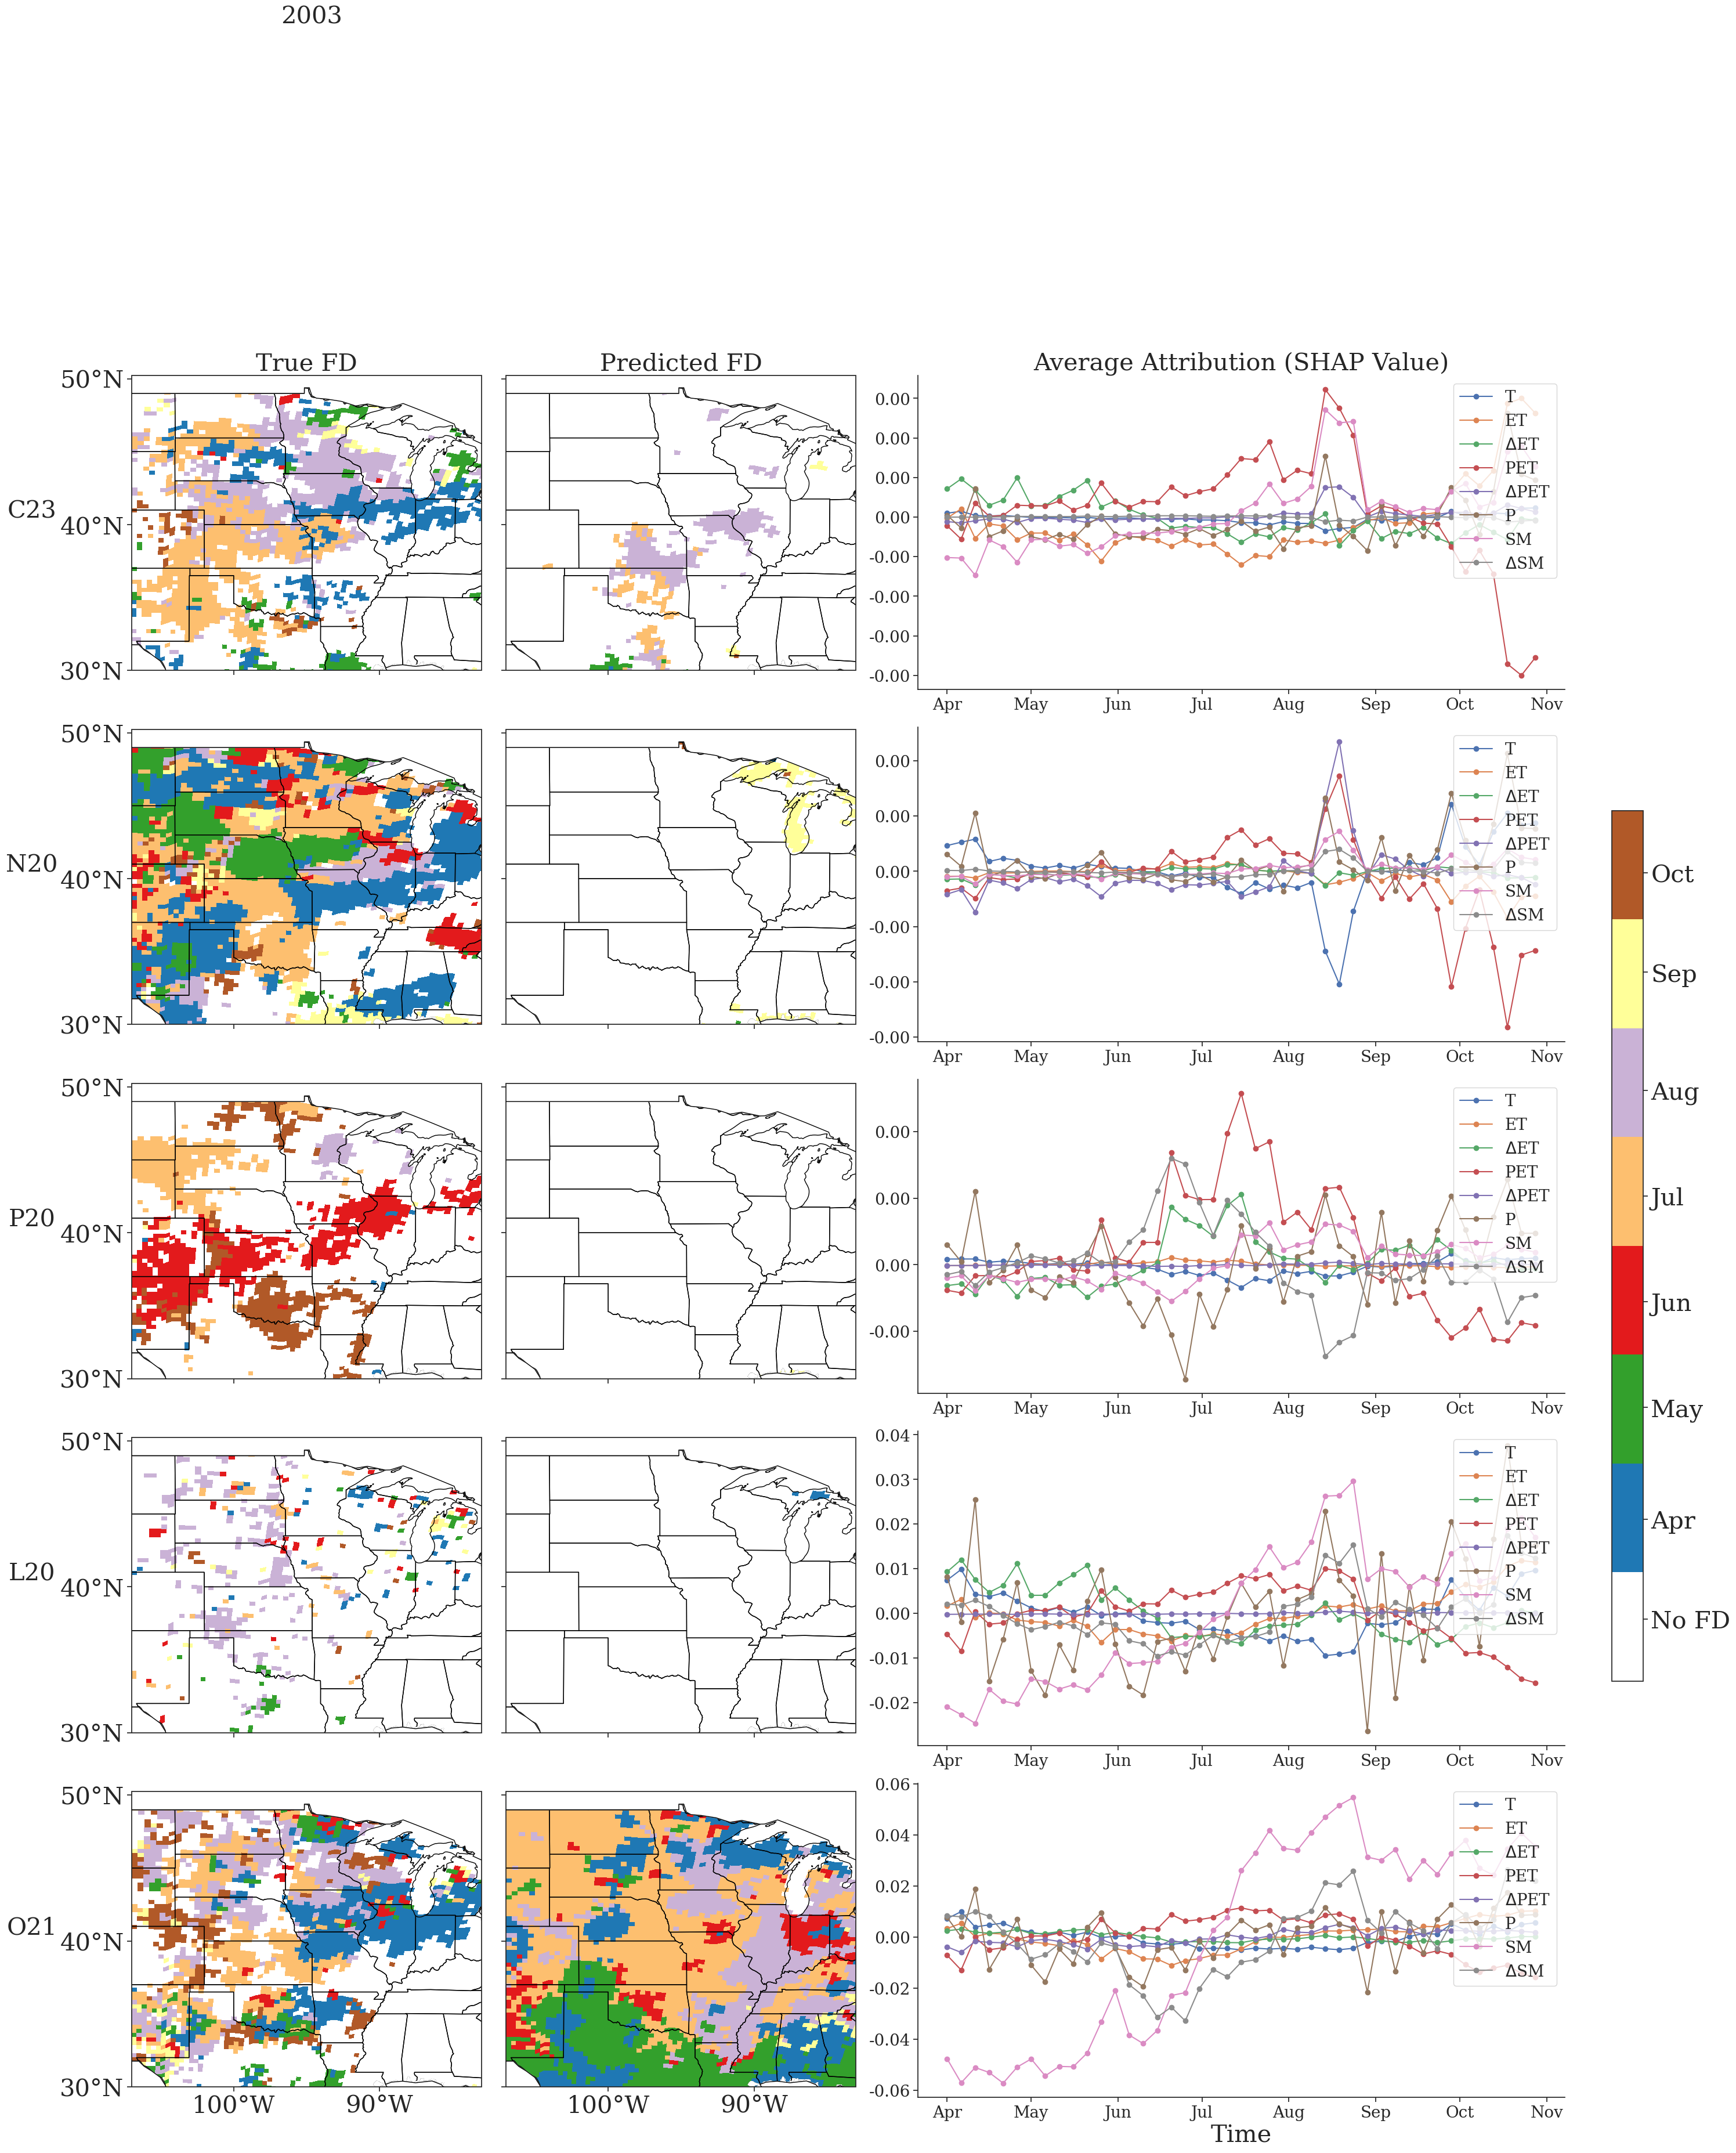 2003
True FD
Predicted FD
Average Attribution (SHAP Value)
C23
50°N
40°N
30°N
0.00
0.00
0.00
0.00
-0.00
-0.00
-0.00
-0.00
T
ET
ΔET
PET
ΔPET
P
SM
ΔSM
Apr May Jun Jul Aug Sep Oct Nov
N20
50°N
40°N
30°N
0.00
0.00
0.00
-0.00
-0.00
-0.00
T
ET
ΔET
PET
ΔPET
P
SM
ΔSM
Apr May Jun Jul Aug Sep Oct Nov
P20
50°N
40°N
30°N
0.00
0.00
0.00
-0.00
T
ET
ΔET
PET
ΔPET
P
SM
ΔSM
Apr May Jun Jul Aug Sep Oct Nov
L20
50°N
40°N
30°N
0.04
0.03
0.02
0.01
0.00
-0.01
-0.02
T
ET
ΔET
PET
ΔPET
P
SM
ΔSM
Apr May Jun Jul Aug Sep Oct Nov
O21
50°N
40°N
30°N
100°W 90°W
100°W 90°W
0.06
0.04
0.02
0.00
-0.02
-0.04
-0.06
T
ET
ΔET
PET
ΔPET
P
SM
ΔSM
Apr May Jun Jul Aug Sep Oct Nov
Time
Oct
Sep
Aug
Jul
Jun
May
Apr
No FD